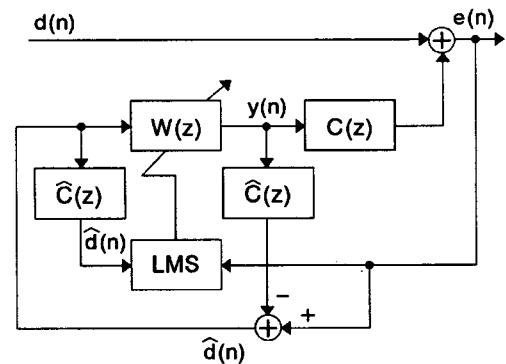 d(n)
e(n)
+
W(z)
y(n)
C(z)
Ĉ(z)
Ĉ(z)
d̂(n)
LMS
−
+
+
d̂(n)